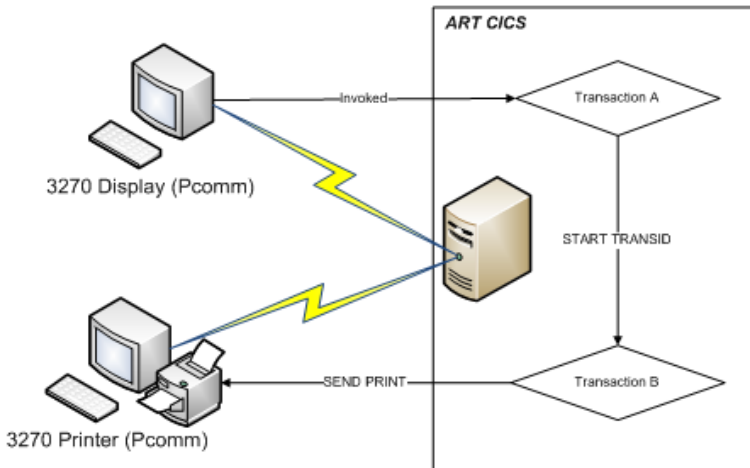 ART CICS
Invoked
Transaction A
3270 Display (Pcomm)
START TRANSID
SEND PRINT
Transaction B
3270 Printer (Pcomm)